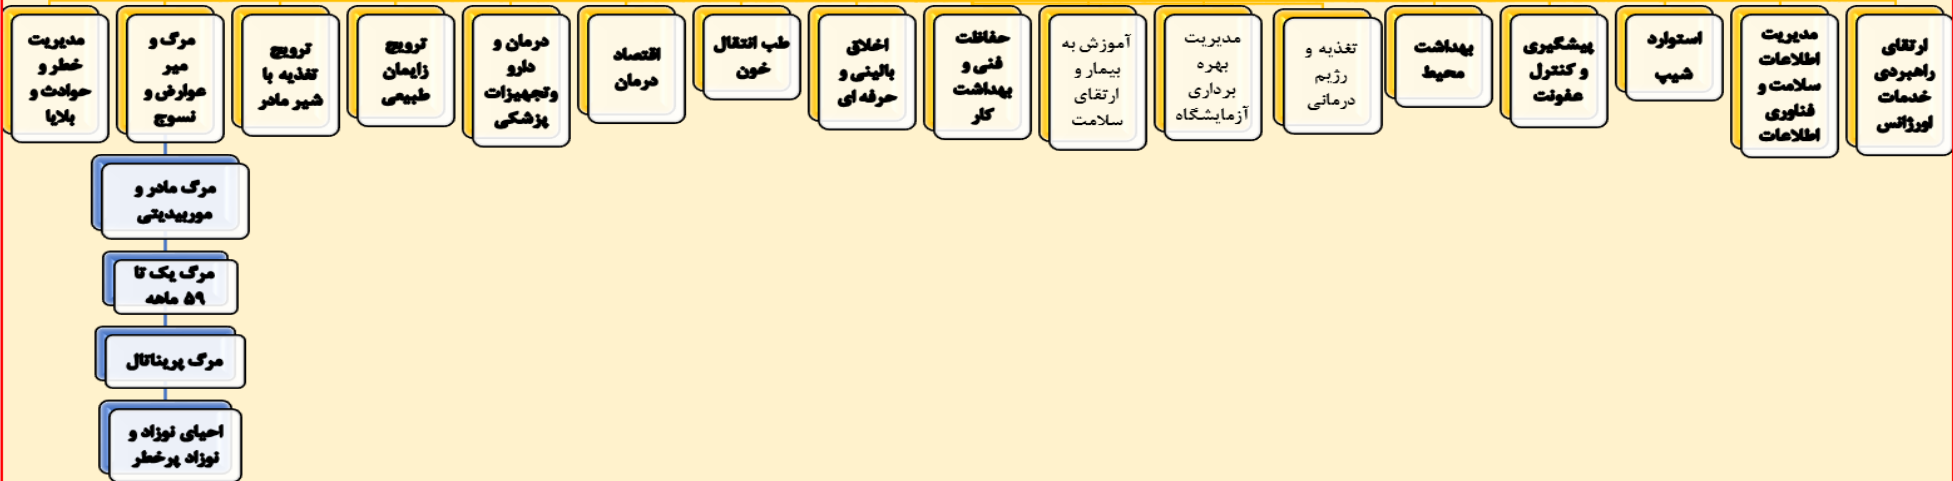 ارتقای
راهبردی
خدمات
اورژانس
مدیریت
اطلاعات
سلامت و
فناوری
اطلاعات
استوارد
شیپ
پیشگیری
و کنترل
عفونت
بهداشت
محیط
تغذیه و
رژیم
درمانی
مدیریت
بهره
برداری
آزمایشگاه
آموزش به
بیمار و
ارتقای
سلامت
حفاظت
فنی و
بهداشت
کار
اخلاق
بالینی و
حرفه ای
طب انتقال
خون
اقتصاد
درمان
درمان و
دارو
وتجهیزات
پزشکی
ترویج
زایمان
طبیعی
ترویج
تغذیه با
شیر مادر
مرگ و
میر
عوارض و
نسوج
مدیریت
خطر و
حوادث و
بلایا
مرگ مادر و
موربیدیتی
مرگ یک تا
۵۹ ماهه
مرگ پریناتال
احیای نوزاد و
نوزاد پرخطر